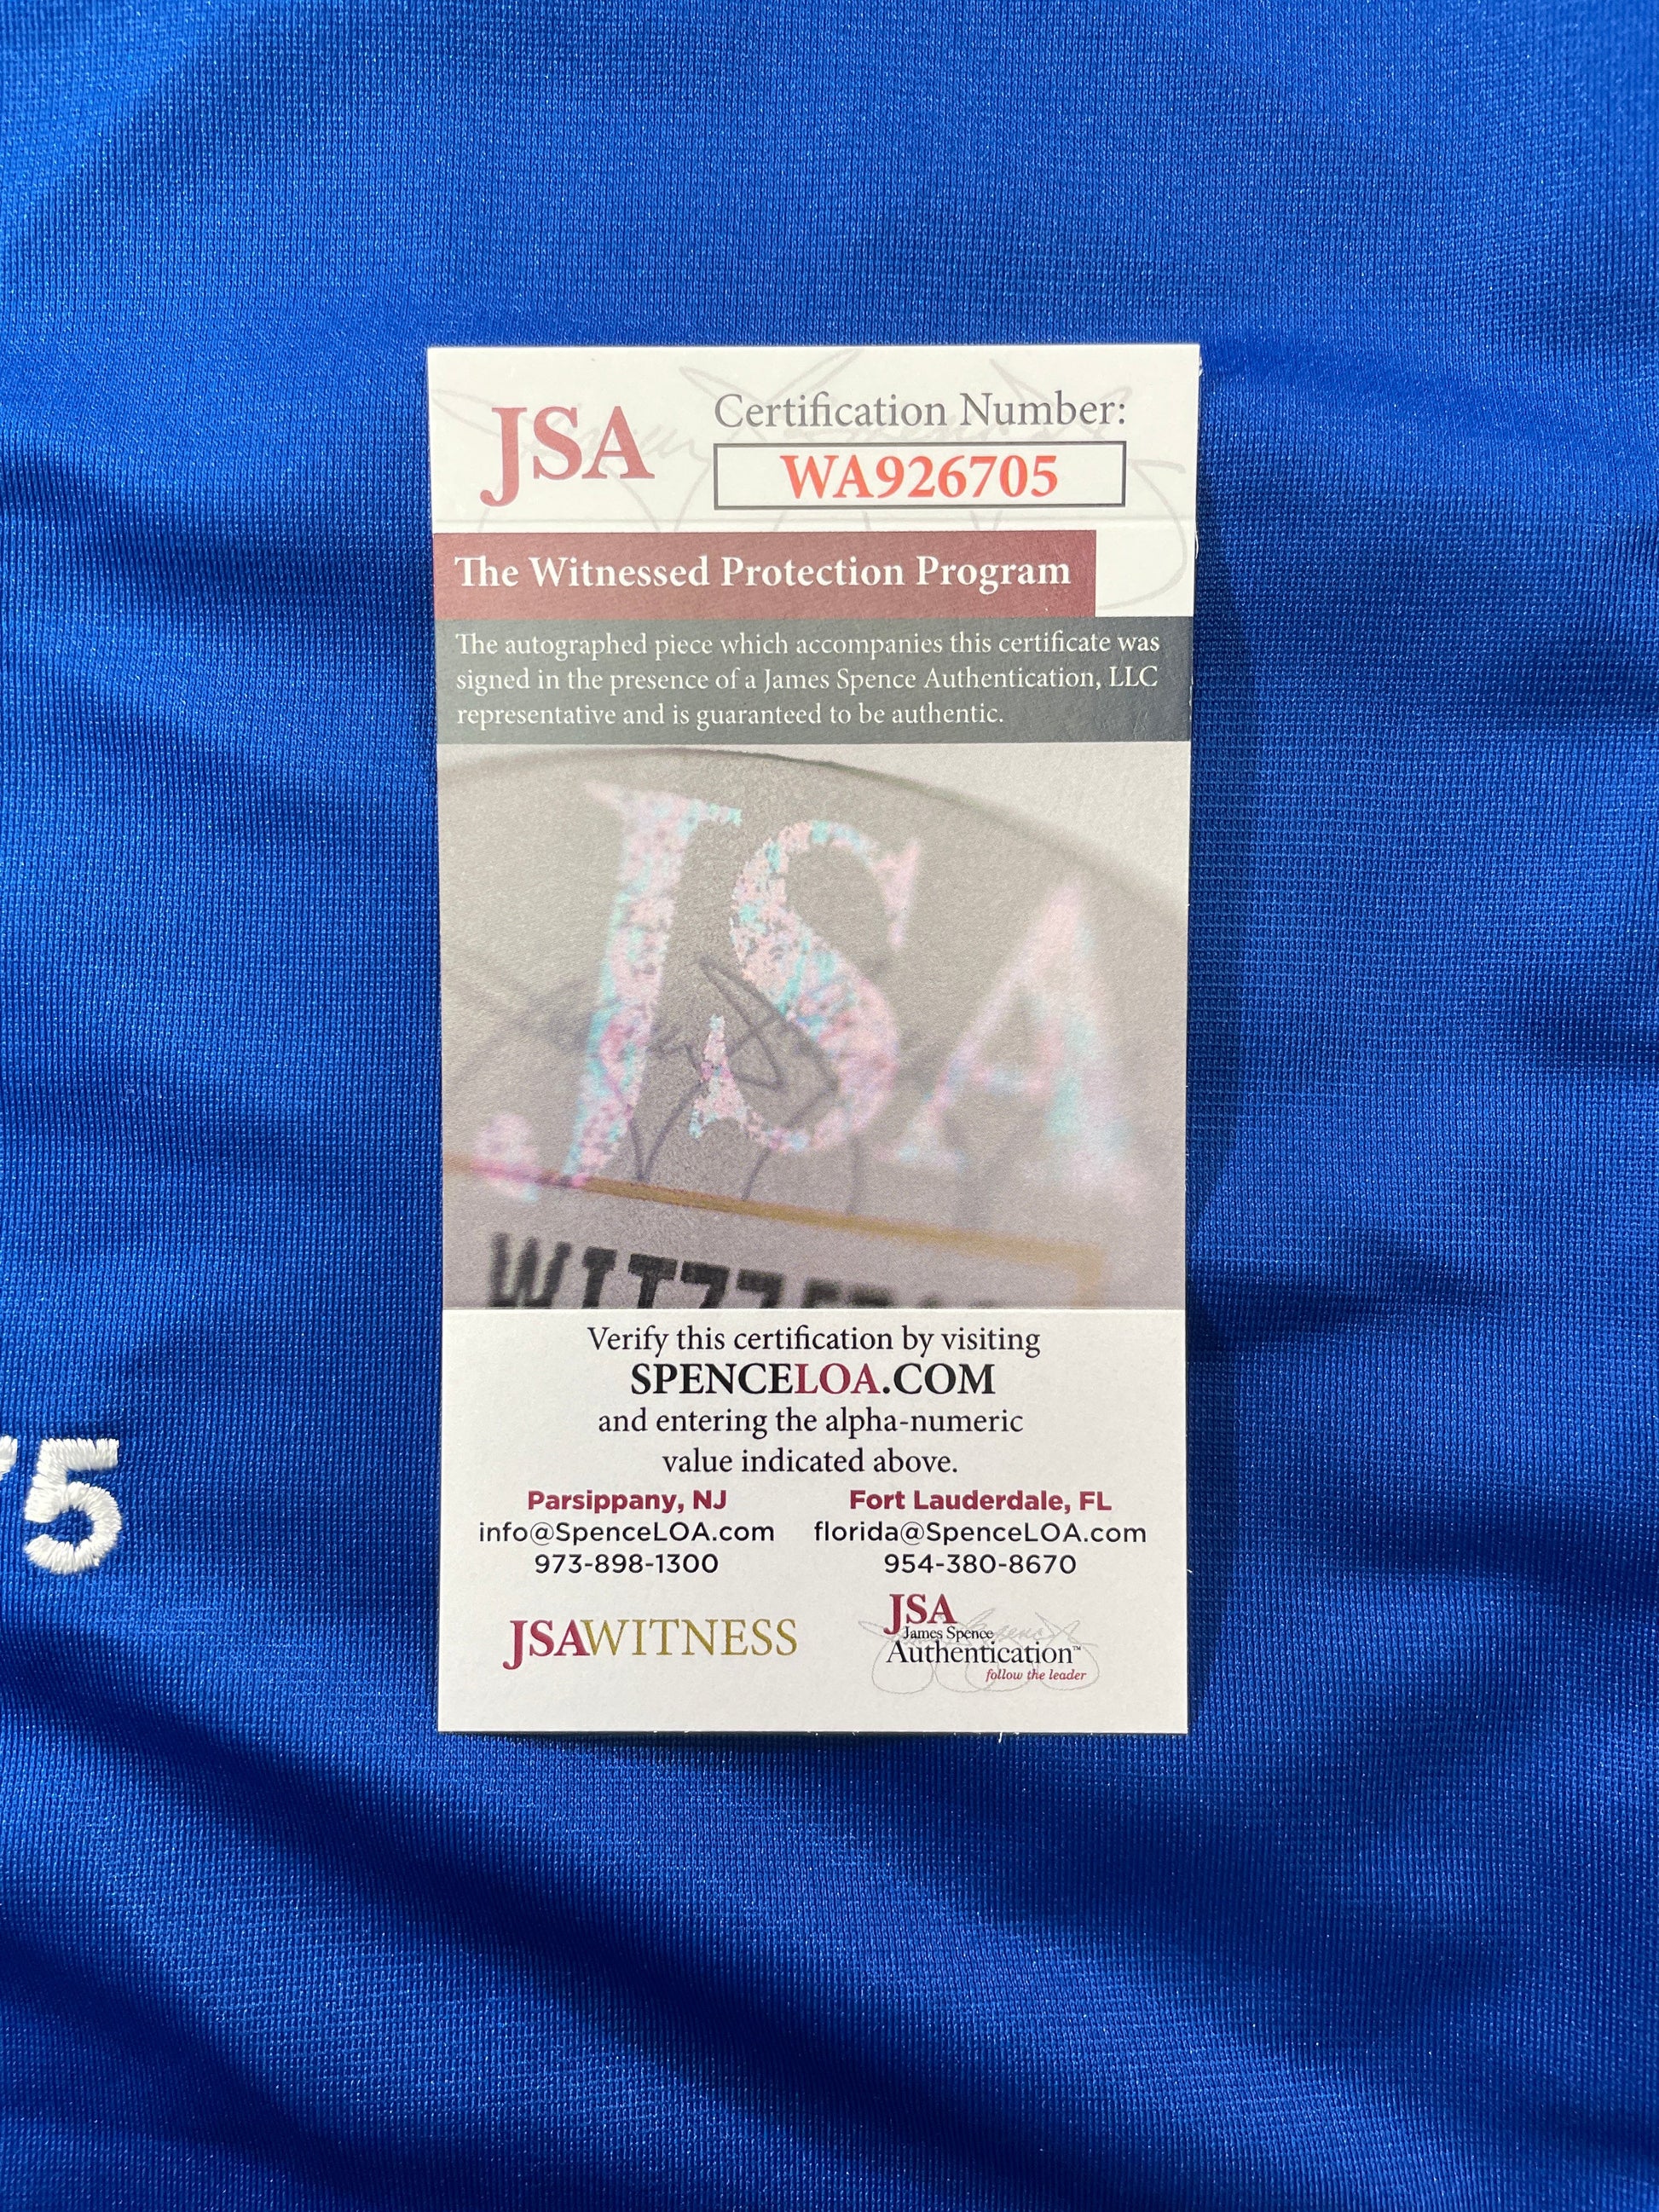 JSA
Certification Number:
WA926705
The Witnessed Protection Program
The autographed piece which accompanies this certificate was
signed in the presence of a James Spence Authentication, LLC
representative and is guaranteed to be authentic.
JSA
Verify this certification by visiting
SPENCELOA.COM
and entering the alpha-numeric
value indicated above.
Parsippany, NJ
info@SpenceLOA.com
973-898-1300
Fort Lauderdale, FL
florida@SpenceLOA.com
954-380-8670
JSAWITNESS
JSA
James Spence
Authentication™
follow the leader
5